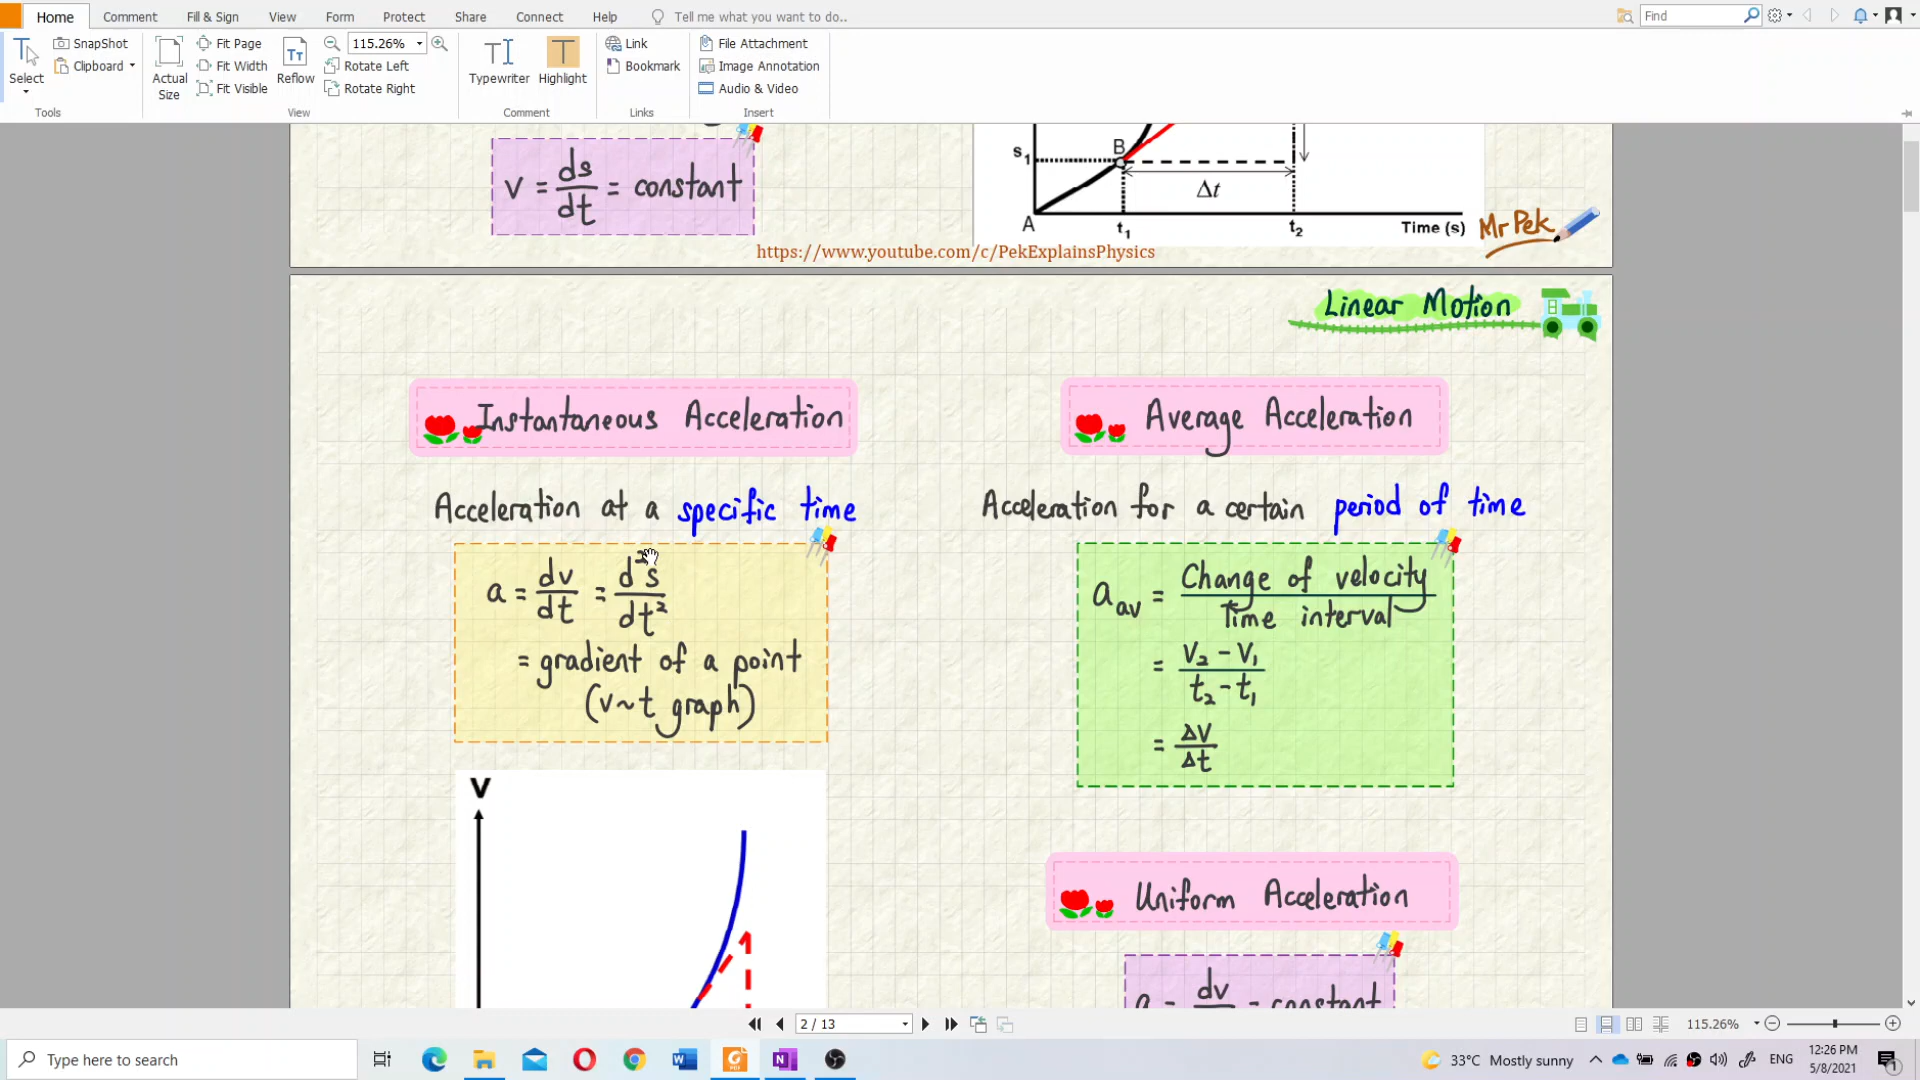 Home Comment Fill & Sign View Form Protect Share Connect Help Tell me what you want to do.. Find
Select
Tools
SnapShot
Clipboard
Actual Size
Fit Page
Fit Width
Fit Visible
Reflow
115.26%
Rotate Left
Rotate Right
View
Typewriter Highlight
Comment
Link
Bookmark
Links
File Attachment
Image Annotation
Audio & Video
Insert
v = ds/dt = constant
s₁ B
Δt
A t₁ t₂ Time (s)
Mr Pek
https://www.youtube.com/c/PekExplainsPhysics
Linear Motion
Instantaneous Acceleration
Acceleration at a specific time
a = dv/dt = d²s/dt²
= gradient of a point
(v~t graph)
V
Average Acceleration
Acceleration for a certain period of time
a_av = Change of velocity / Time interval
= V₂ - V₁ / t₂ - t₁
= ΔV / Δt
Uniform Acceleration
a = dv = constant
2 / 13
115.26%
Type here to search
33°C Mostly sunny
ENG
12:26 PM
5/8/2021
1